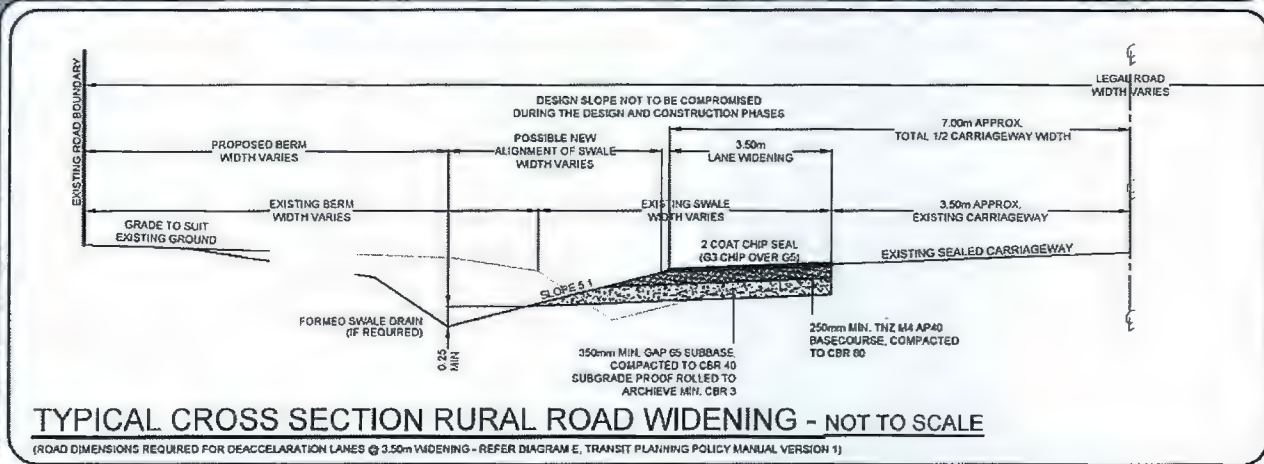 EXISTING ROAD BOUNDARY
℄
LEGAL ROAD
WIDTH VARIES
DESIGN SLOPE NOT TO BE COMPROMISED
DURING THE DESIGN AND CONSTRUCTION PHASES
7.00m APPROX.
TOTAL 1/2 CARRIAGEWAY WIDTH
PROPOSED BERM
WIDTH VARIES
POSSIBLE NEW
ALIGNMENT OF SWALE
WIDTH VARIES
3.50m
LANE WIDENING
EXISTING BERM
WIDTH VARIES
EXISTING SWALE
WIDTH VARIES
3.50m APPROX.
EXISTING CARRIAGEWAY
GRADE TO SUIT
EXISTING GROUND
2 COAT CHIP SEAL
(G3 CHIP OVER G5)
EXISTING SEALED CARRIAGEWAY
SLOPE 5:1
FORMED SWALE DRAIN
(IF REQUIRED)
0.25
MIN
350mm MIN. GAP 65 SUBBASE,
COMPACTED TO CBR 40
SUBGRADE PROOF ROLLED TO
ARCHIEVE MIN. CBR 3
250mm MIN. TNZ M4 AP40
BASECOURSE, COMPACTED
TO CBR 80
℄
TYPICAL CROSS SECTION RURAL ROAD WIDENING - NOT TO SCALE
(ROAD DIMENSIONS REQUIRED FOR DEACCELARATION LANES @ 3.50m WIDENING - REFER DIAGRAM E, TRANSIT PLANNING POLICY MANUAL VERSION 1)